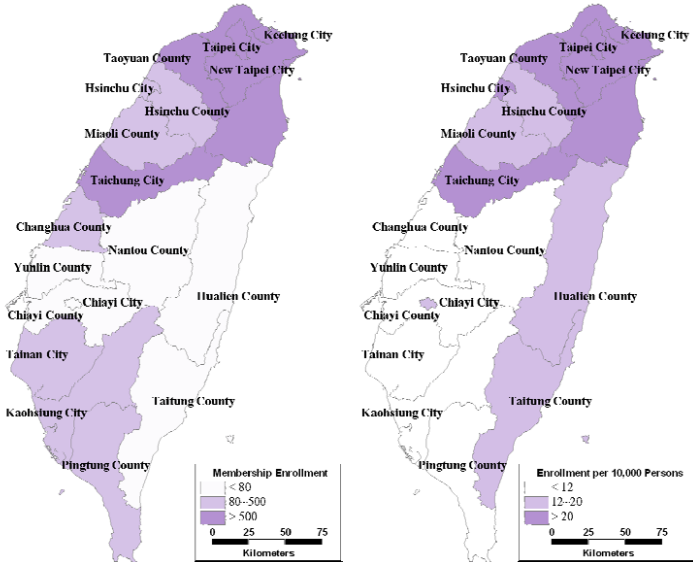 Keelung City
Taipei City
Taoyuan County
New Taipei City
Hsinchu City
Hsinchu County
Miaoli County
Taichung City
Changhua County
Nantou County
Yunlin County
Hualien County
Chiayi City
Chiayi County
Tainan City
Taitung County
Kaohsiung City
Pingtung County
Membership Enrollment
< 80
80--500
> 500
0 25 50 75
Kilometers
Keelung City
Taipei City
Taoyuan County
New Taipei City
Hsinchu City
Hsinchu County
Miaoli County
Taichung City
Changhua County
Nantou County
Yunlin County
Hualien County
Chiayi City
Chiayi County
Tainan City
Taitung County
Kaohsiung City
Pingtung County
Enrollment per 10,000 Persons
< 12
12--20
> 20
0 25 50 75
Kilometers